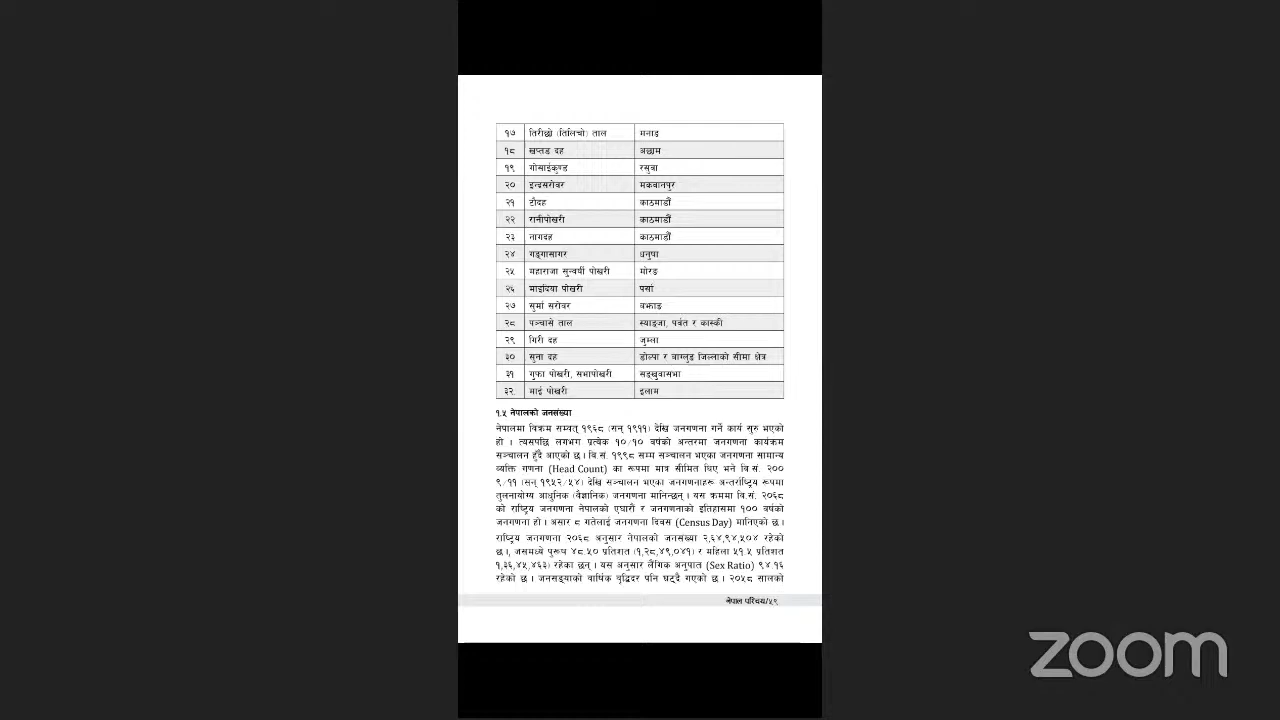 १७ तिरीछो (तिलिचो) ताल मनाङ
१८ खप्तड दह अछाम
१९ गोसाइंकुण्ड रसुवा
२० इन्द्रसरोवर मकवानपुर
२१ टौदह काठमाडौं
२२ रानीपोखरी काठमाडौं
२३ नागदह काठमाडौं
२४ गङ्गासागर धनुषा
२५ महाराजा सुन्वर्षी पोखरी मोरङ
२६ माइदिया पोखरी पर्सा
२७ सुर्मा सरोवर बझाङ
२८ पञ्चासे ताल स्याङ्जा, पर्वत र कास्की
२९ गिरी दह जुम्ला
३० सुना दह डोल्पा र बाग्लुङ जिल्लाको सीमा क्षेत्र
३१ गुफा पोखरी, सभापोखरी सङ्खुवासभा
३२. माई पोखरी इलाम
१.५ नेपालको जनसंख्या
नेपालमा विक्रम सम्वत् १९६८ (सन् १९११) देखि जनगणना गर्ने कार्य सुरु भएको
हो । त्यसपछि लगभग प्रत्येक १०/१० वर्षको अन्तरमा जनगणना कार्यक्रम
सञ्चालन हुँदै आएको छ । वि.सं. १९९८ सम्म सञ्चालन भएका जनगणना सामान्य
व्यक्ति गणना (Head Count) का रूपमा मात्र सीमित थिए भने वि.सं. २००
९/११ (सन् १९५२/५४) देखि सञ्चालन भएका जनगणनाहरू अन्तर्राष्ट्रिय रूपमा
तुलनायोग्य आधुनिक (वैज्ञानिक) जनगणना मानिन्छन् । यस क्रममा वि.सं. २०६८
को राष्ट्रिय जनगणना नेपालको एघारौं र जनगणनाको इतिहासमा १०० वर्षको
जनगणना हो । असार ८ गतेलाई जनगणना दिवस (Census Day) मानिएको छ ।
राष्ट्रिय जनगणना २०६८ अनुसार नेपालको जनसंख्या २,६४,९४,५०४ रहेको
छ ।, जसमध्ये पुरूष ४८.५० प्रतिशत (१,२८,४९,०४१) र महिला ५१.५ प्रतिशत
१,३६,४५,४६३) रहेका छन् । यस अनुसार लैंगिक अनुपात (Sex Ratio) ९४.१६
रहेको छ । जनसङ्याको वार्षिक वृद्धिदर पनि घट्दै गएको छ । २०५८ सालको
नेपाल परिचय/५९
zoom